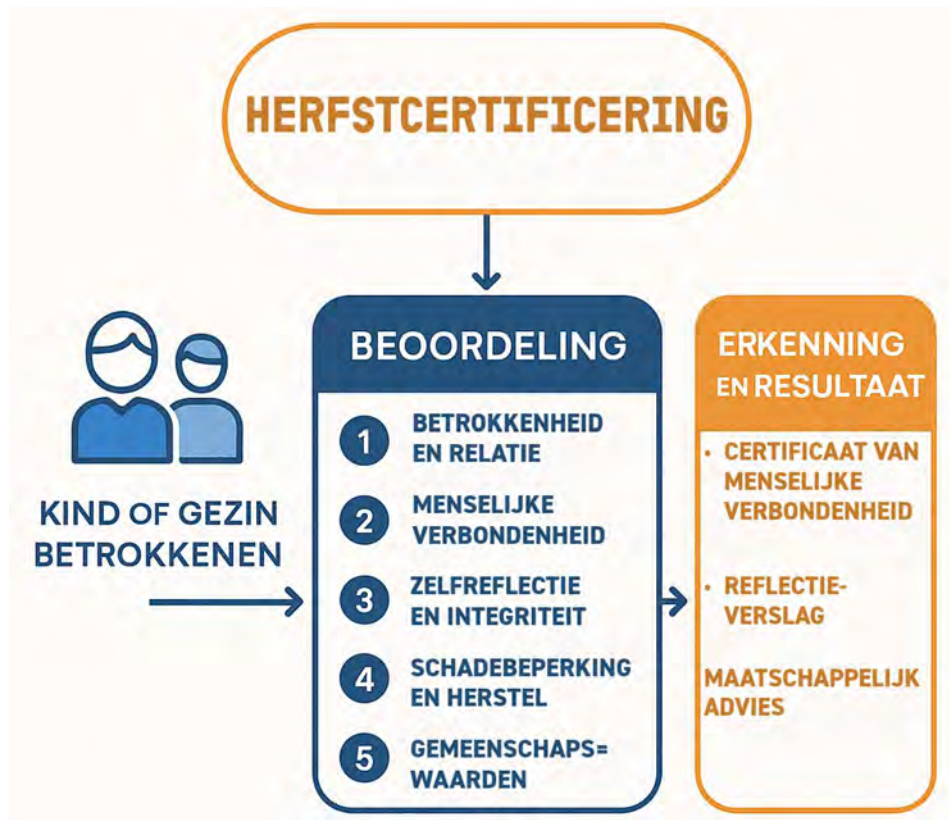 HERFSTCERTIFICERING
KIND OF GEZIN
BETROKKENEN
BEOORDELING
1 BETROKKENHEID
EN RELATIE
2 MENSELIJKE
VERBONDENHEID
3 ZELFREFLECTIE
EN INTEGRITEIT
4 SCHADEBEPERKING
EN HERSTEL
5 GEMEENSCHAPS=
WAARDEN
ERKENNING
EN RESULTAAT
• CERTIFICAAT VAN
MENSELIJKE
VERBONDENHEID
• REFLECTIE-
VERSLAG
MAATSCHAPPELIJK
ADVIES